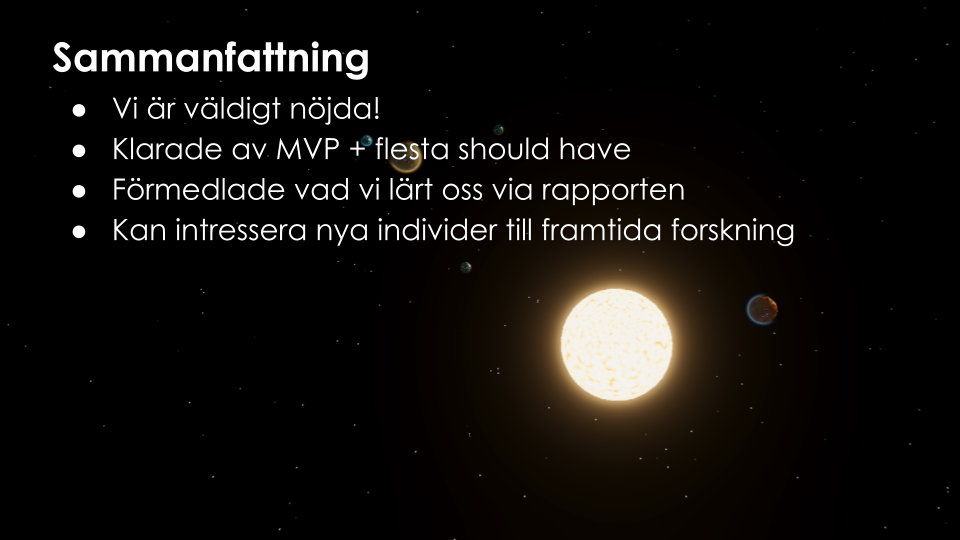 Sammanfattning
● Vi är väldigt nöjda!
● Klarade av MVP + flesta should have
● Förmedlade vad vi lärt oss via rapporten
● Kan intressera nya individer till framtida forskning